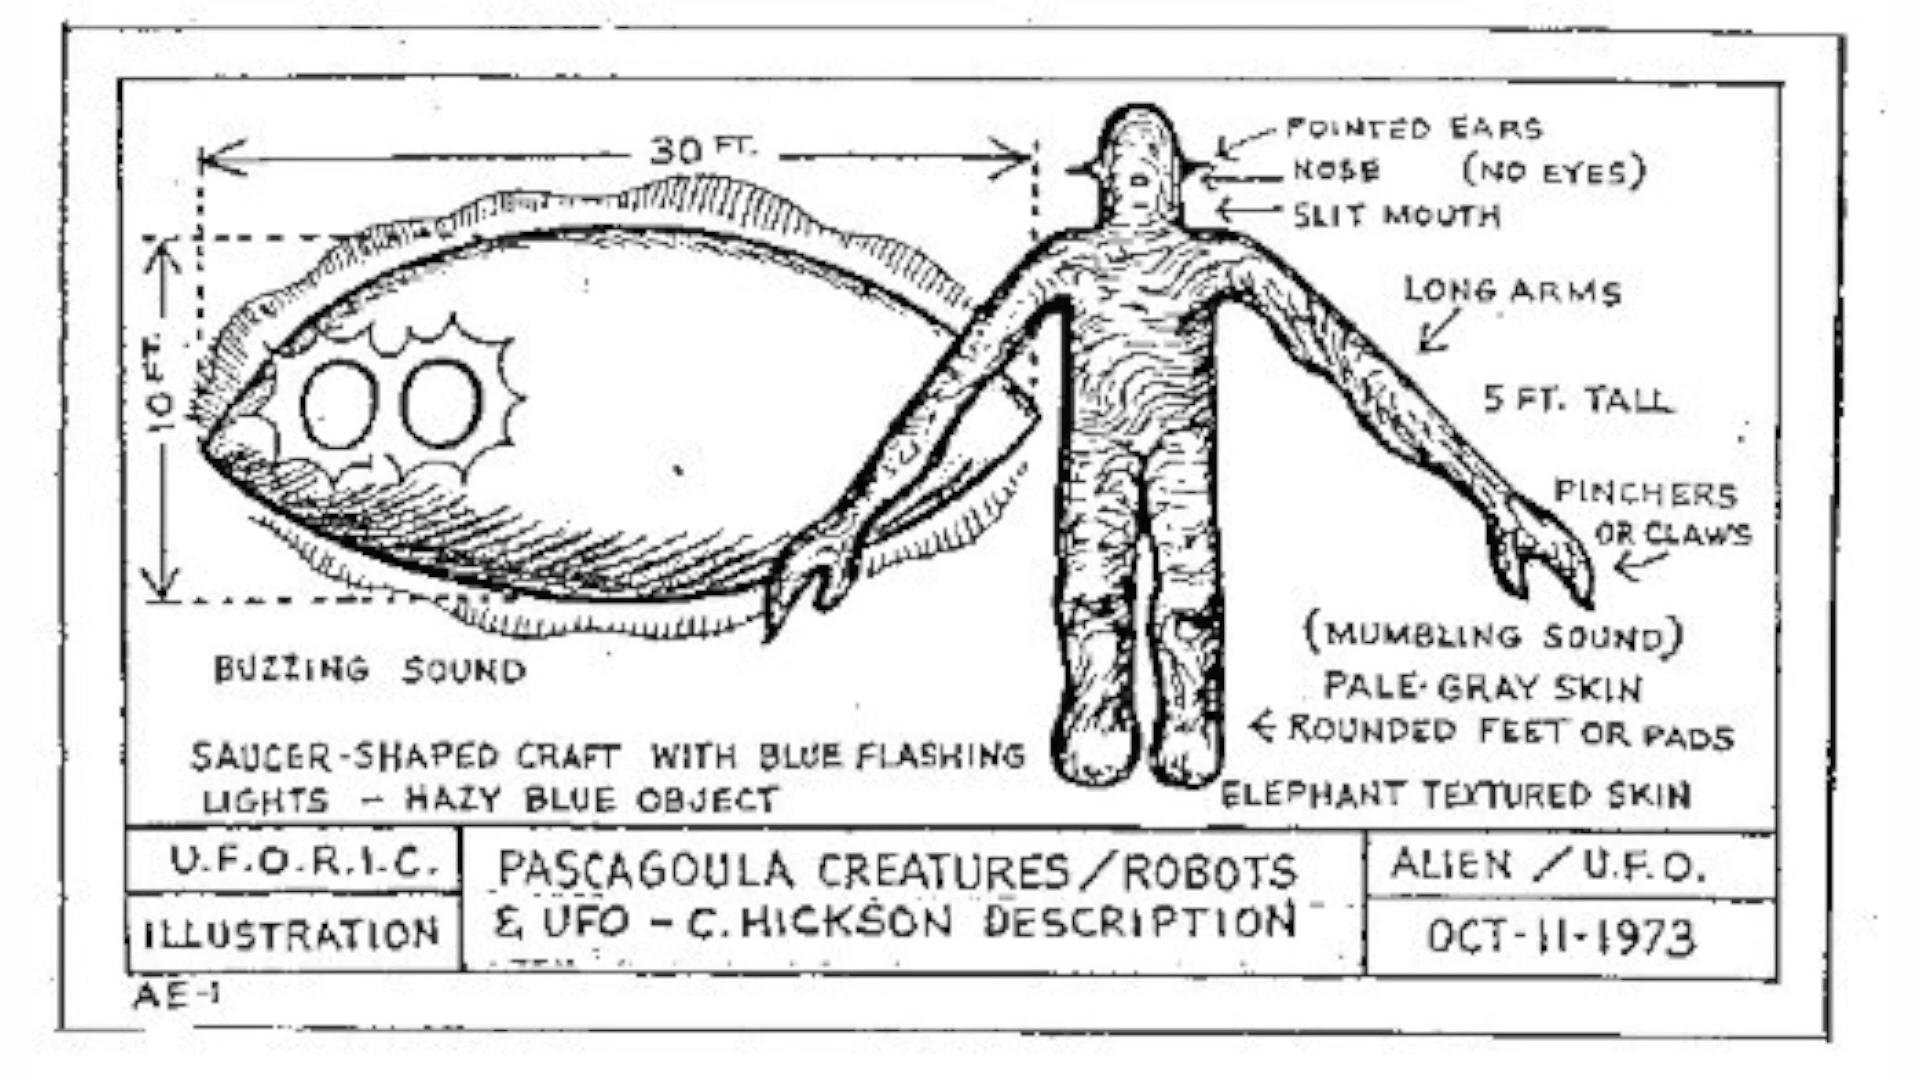 30 FT.
10 FT.
POINTED EARS
NOSE (NO EYES)
SLIT MOUTH
LONG ARMS
5 FT. TALL
PINCHERS
OR CLAWS
(MUMBLING SOUND)
PALE-GRAY SKIN
ROUNDED FEET OR PADS
ELEPHANT TEXTURED SKIN
BUZZING SOUND
SAUCER-SHAPED CRAFT WITH BLUE FLASHING
LIGHTS - HAZY BLUE OBJECT
U.F.O.R.I.C.
ILLUSTRATION
PASCAGOULA CREATURES/ROBOTS
& UFO - C. HICKSON DESCRIPTION
ALIEN / U.F.O.
OCT-11-1973
AE-1